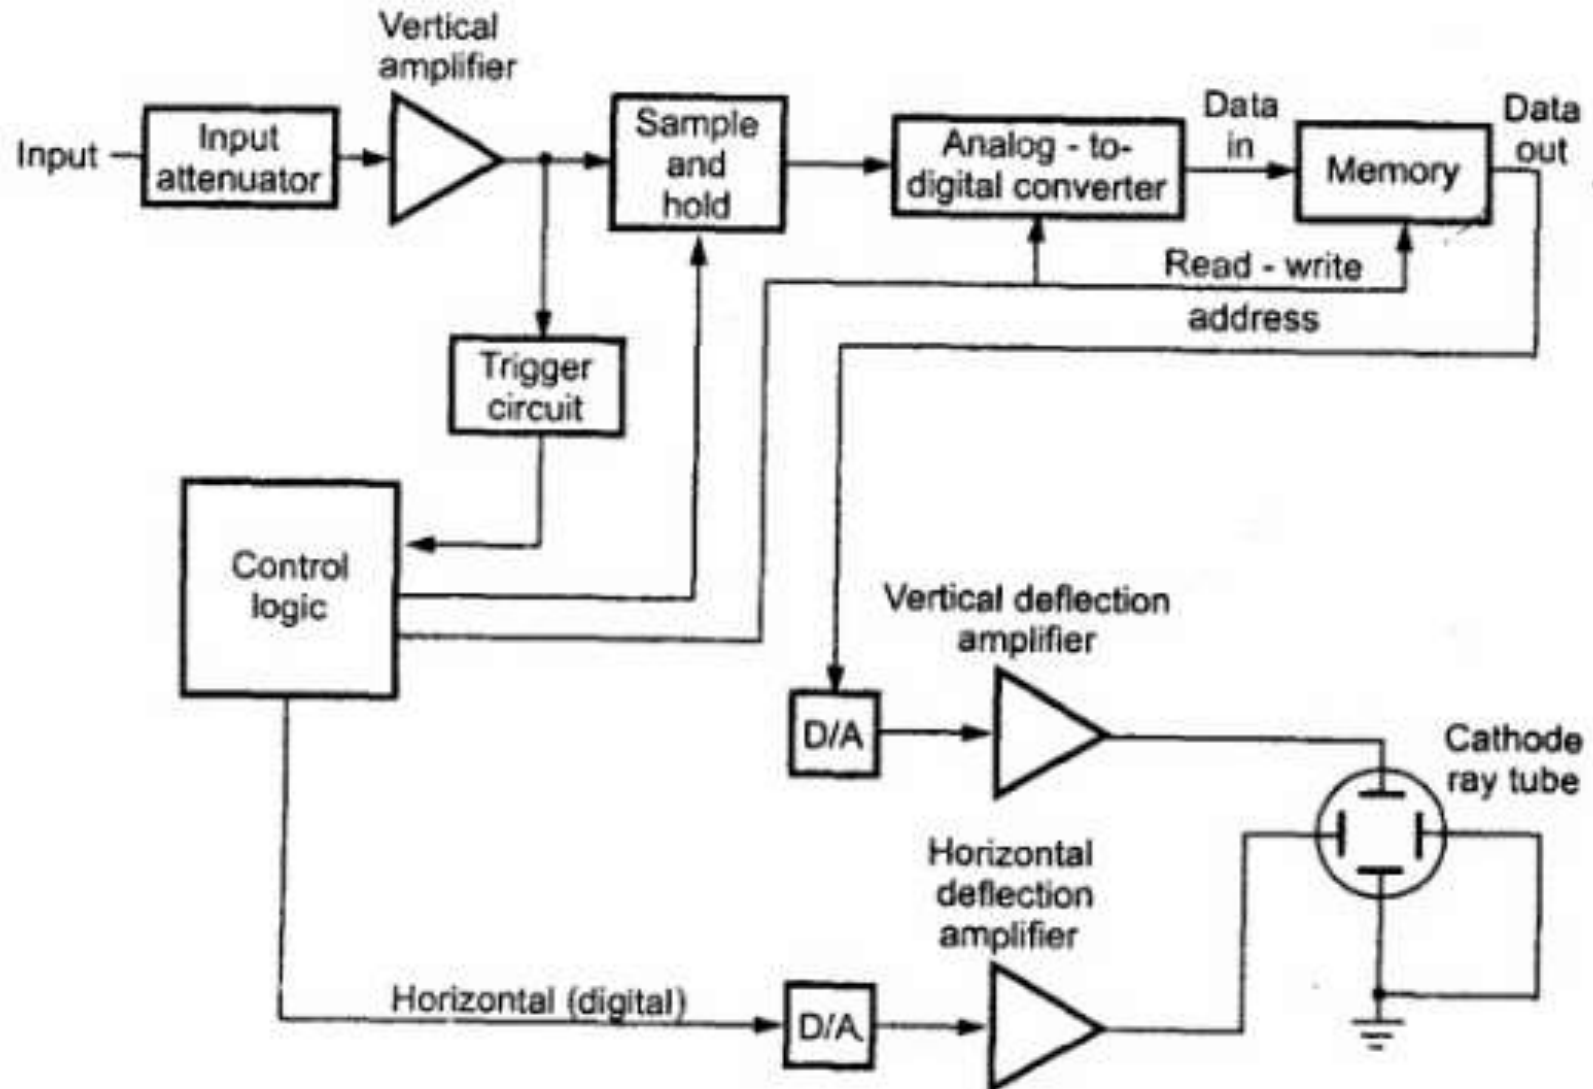 Vertical
amplifier
Input
Input
attenuator
Sample
and
hold
Analog - to-
digital converter
Data
in
Memory
Data
out
Read - write
address
Trigger
circuit
Control
logic
Vertical deflection
amplifier
D/A
Cathode
ray tube
Horizontal
deflection
amplifier
Horizontal (digital)
D/A